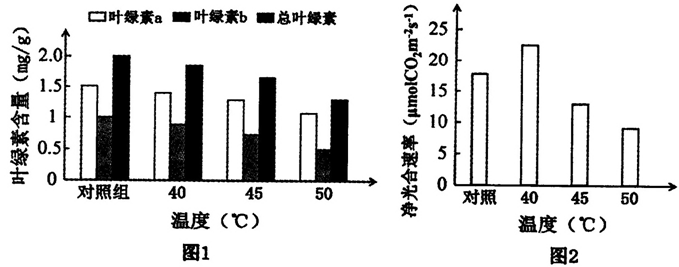 叶绿素a 叶绿素b 总叶绿素
叶绿素含量（mg/g）
2.0
1.5
1
0.5
0
对照组 40 45 50
温度（℃）
图1
净光合速率（μmolCO₂m⁻²s⁻¹）
25
20
15
10
5
0
对照 40 45 50
温度（℃）
图2